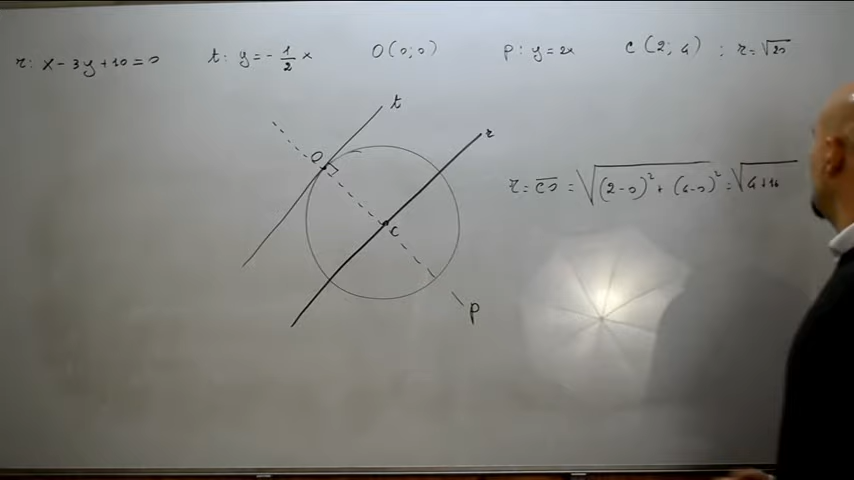 r: x - 3y + 10 = 0 t: y = - 1/2 x O(0;0) p: y = 2x C(2;4) ; r = √20
t
r
O
r = CO = √(2-0)² + (4-0)² = √4+16
C
p